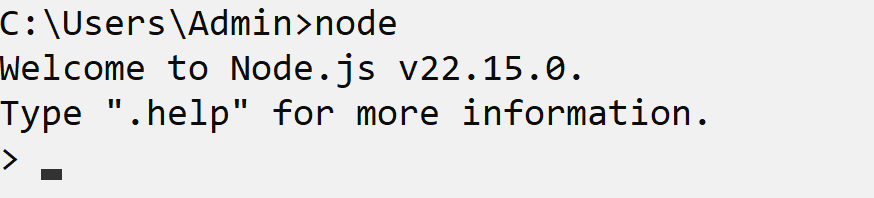 C:\Users\Admin>node
Welcome to Node.js v22.15.0.
Type ".help" for more information.
>